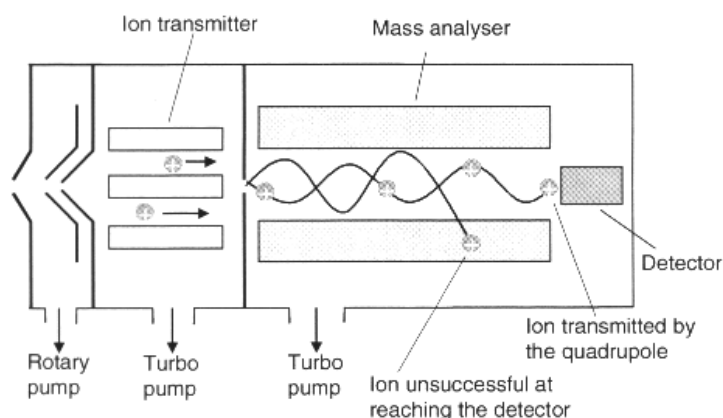 Ion transmitter
Mass analyser
Detector
Ion transmitted by
the quadrupole
Rotary
pump
Turbo
pump
Turbo
pump
Ion unsuccessful at
reaching the detector